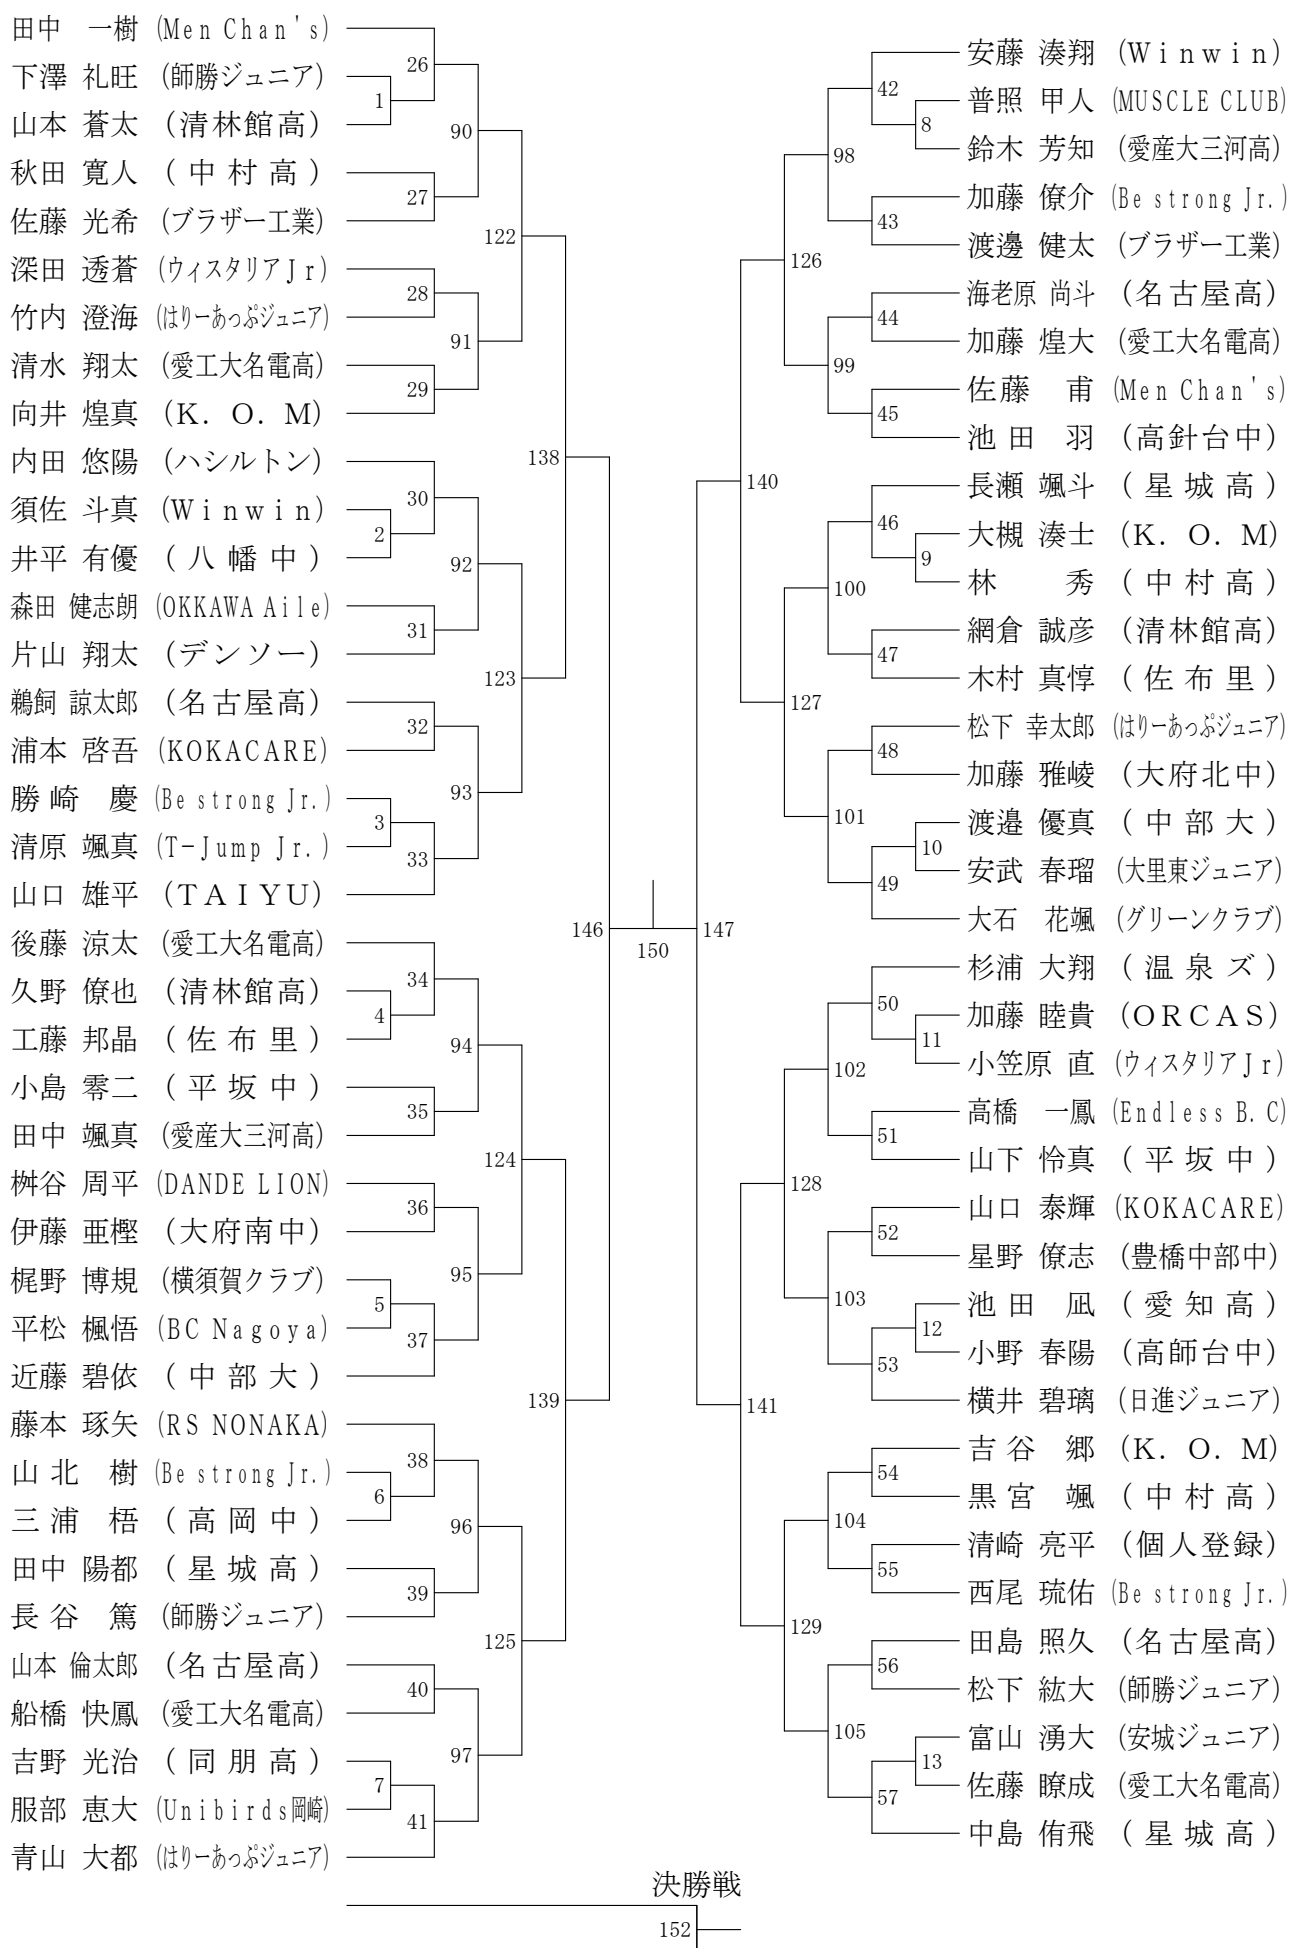 田中 一樹 (Men Chan's)
下澤 礼旺 (師勝ジュニア)
山本 蒼太 (清林館高)
秋田 寛人 (中村高)
佐藤 光希 (ブラザー工業)
深田 透蒼 (ウィスタリアJr)
竹内 澄海 (はりーあっぷジュニア)
清水 翔太 (愛工大名電高)
向井 煌真 (K．O．M)
内田 悠陽 (ハシルトン)
須佐 斗真 (Winwin)
井平 有優 (八幡中)
森田 健志朗 (OKKAWA Aile)
片山 翔太 (デンソー)
鵜飼 諒太郎 (名古屋高)
浦本 啓吾 (KOKACARE)
勝崎 慶 (Be strong Jr.)
清原 颯真 (T-Jump Jr.)
山口 雄平 (TAIYU)
後藤 涼太 (愛工大名電高)
久野 僚也 (清林館高)
工藤 邦晶 (佐布里)
小島 零二 (平坂中)
田中 颯真 (愛産大三河高)
桝谷 周平 (DANDE LION)
伊藤 亜樫 (大府南中)
梶野 博規 (横須賀クラブ)
平松 楓悟 (BC Nagoya)
近藤 碧依 (中部大)
藤本 琢矢 (RS NONAKA)
山北 樹 (Be strong Jr.)
三浦 梧 (高岡中)
田中 陽都 (星城高)
長谷 篤 (師勝ジュニア)
山本 倫太郎 (名古屋高)
船橋 快鳳 (愛工大名電高)
吉野 光治 (同朋高)
服部 恵大 (Unibirds岡崎)
青山 大都 (はりーあっぷジュニア)
1
2
3
4
5
6
7
26
27
28
29
30
31
32
33
34
35
36
37
38
39
40
41
90
91
92
93
94
95
96
97
122
123
124
125
138
139
146
150
147
140
141
126
127
128
129
98
99
100
101
102
103
104
105
42
43
44
45
46
47
48
49
50
51
52
53
54
55
56
57
8
9
10
11
12
13
安藤 湊翔 (Winwin)
普照 甲人 (MUSCLE CLUB)
鈴木 芳知 (愛産大三河高)
加藤 僚介 (Be strong Jr.)
渡邊 健太 (ブラザー工業)
海老原 尚斗 (名古屋高)
加藤 煌大 (愛工大名電高)
佐藤 甫 (Men Chan's)
池田 羽 (高針台中)
長瀬 颯斗 (星城高)
大槻 湊士 (K．O．M)
林 秀 (中村高)
網倉 誠彦 (清林館高)
木村 真惇 (佐布里)
松下 幸太郎 (はりーあっぷジュニア)
加藤 雅崚 (大府北中)
渡邉 優真 (中部大)
安武 春瑠 (大里東ジュニア)
大石 花颯 (グリーンクラブ)
杉浦 大翔 (温泉ズ)
加藤 睦貴 (ORCAS)
小笠原 直 (ウィスタリアJr)
高橋 一鳳 (Endless B.C)
山下 怜真 (平坂中)
山口 泰輝 (KOKACARE)
星野 僚志 (豊橋中部中)
池田 凪 (愛知高)
小野 春陽 (高師台中)
横井 碧璃 (日進ジュニア)
吉谷 郷 (K．O．M)
黒宮 颯 (中村高)
清崎 亮平 (個人登録)
西尾 琉佑 (Be strong Jr.)
田島 照久 (名古屋高)
松下 紘大 (師勝ジュニア)
富山 湧大 (安城ジュニア)
佐藤 瞭成 (愛工大名電高)
中島 侑飛 (星城高)
決勝戦
152